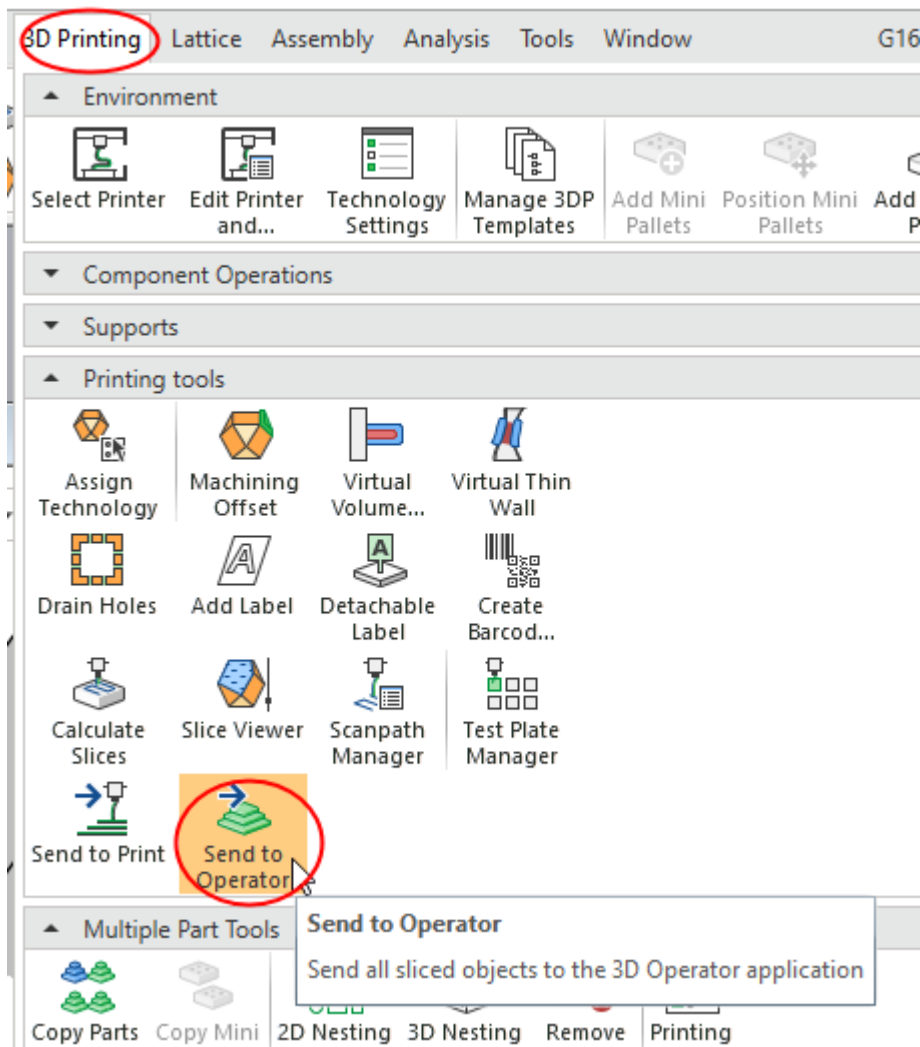 3D Printing Lattice Assembly Analysis Tools Window G16
Environment
Select Printer Edit Printer Technology Manage 3DP Add Mini Position Mini Add
and... Settings Templates Pallets Pallets P
Component Operations
Supports
Printing tools
Assign Machining Virtual Virtual Thin
Technology Offset Volume... Wall
Drain Holes Add Label Detachable Create
Label Barcod...
Calculate Slice Viewer Scanpath Test Plate
Slices Manager Manager
Send to Print Send to
Operator
Multiple Part Tools
Send to Operator
Send all sliced objects to the 3D Operator application
Copy Parts Copy Mini 2D Nesting 3D Nesting Remove Printing